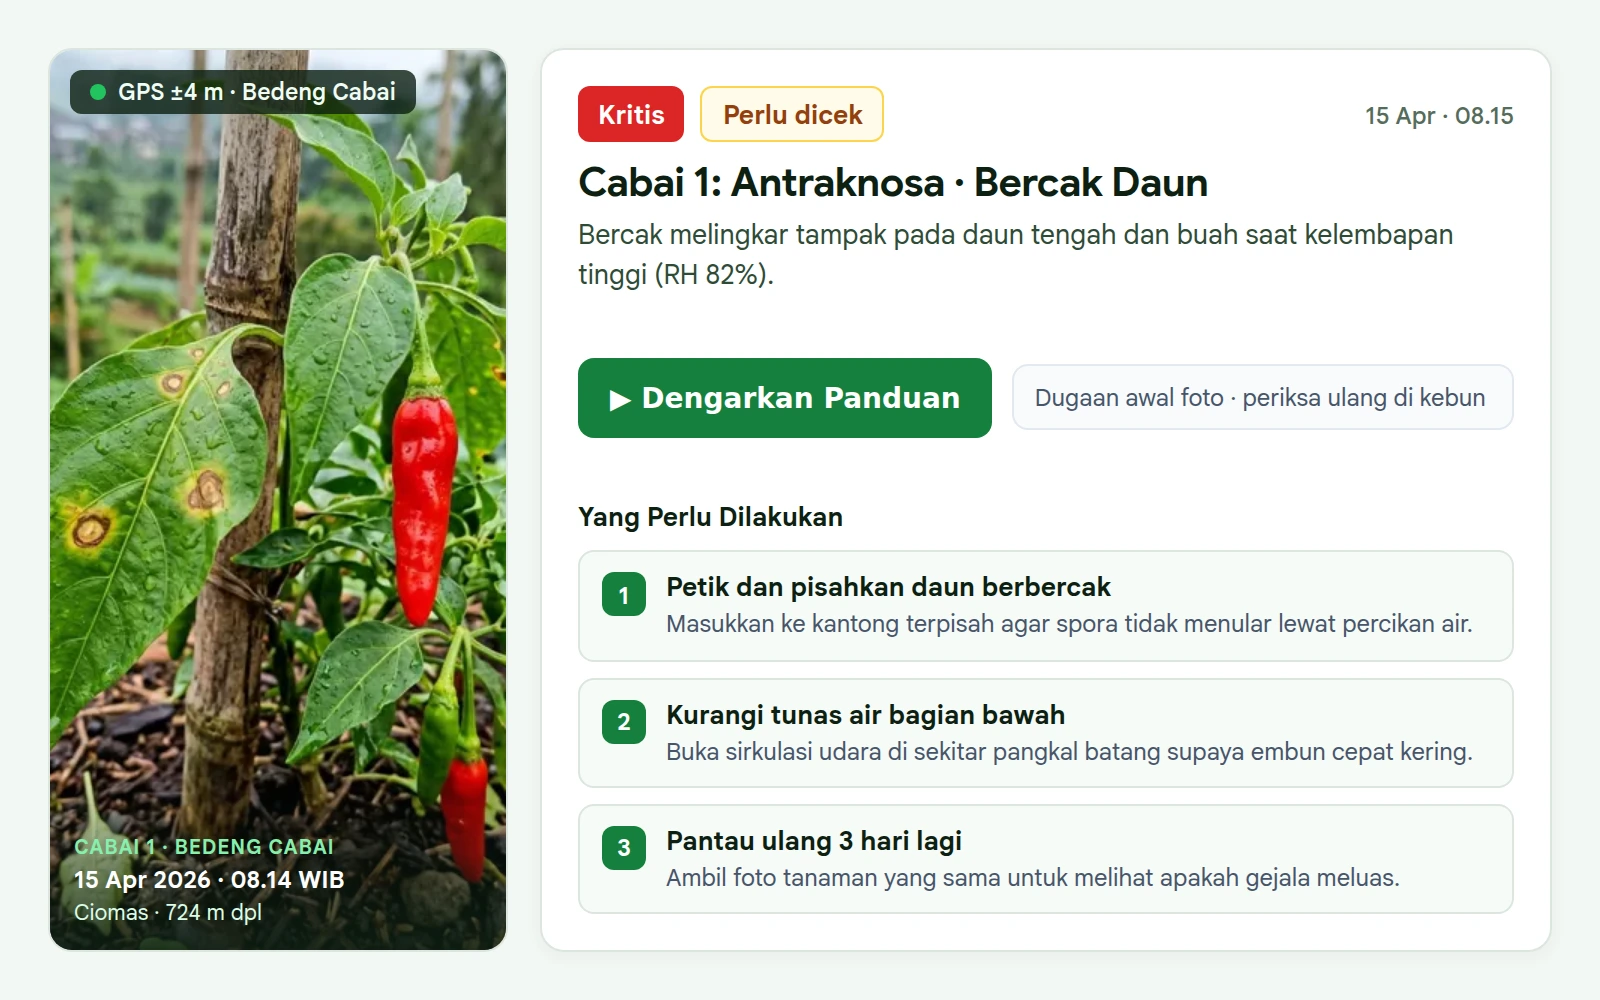 GPS ±4 m · Bedeng Cabai
CABAI 1 · BEDENG CABAI
15 Apr 2026 · 08.14 WIB
Ciomas · 724 m dpl
Kritis
Perlu dicek
15 Apr · 08.15
Cabai 1: Antraknosa · Bercak Daun
Bercak melingkar tampak pada daun tengah dan buah saat kelembapan
tinggi (RH 82%).
▶ Dengarkan Panduan
Dugaan awal foto · periksa ulang di kebun
Yang Perlu Dilakukan
1
Petik dan pisahkan daun berbercak
Masukkan ke kantong terpisah agar spora tidak menular lewat percikan air.
2
Kurangi tunas air bagian bawah
Buka sirkulasi udara di sekitar pangkal batang supaya embun cepat kering.
3
Pantau ulang 3 hari lagi
Ambil foto tanaman yang sama untuk melihat apakah gejala meluas.